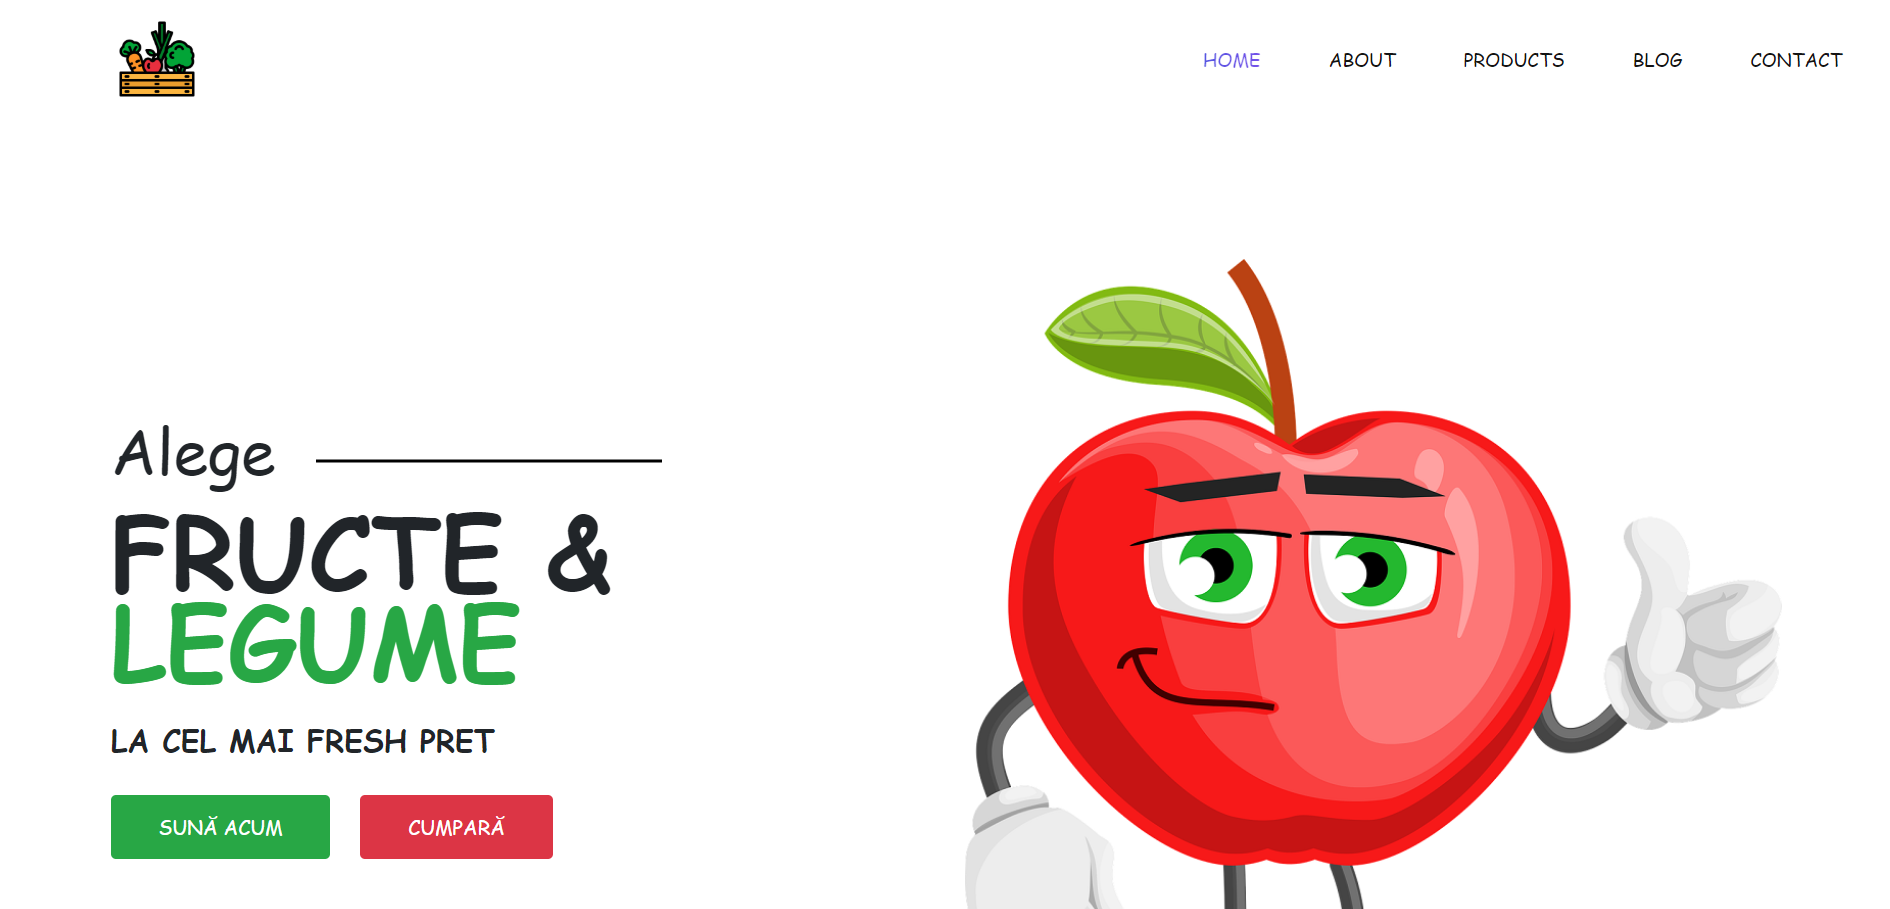 HOME ABOUT PRODUCTS BLOG CONTACT
Alege
FRUCTE &
LEGUME
LA CEL MAI FRESH PRET
SUNĂ ACUM CUMPARĂ